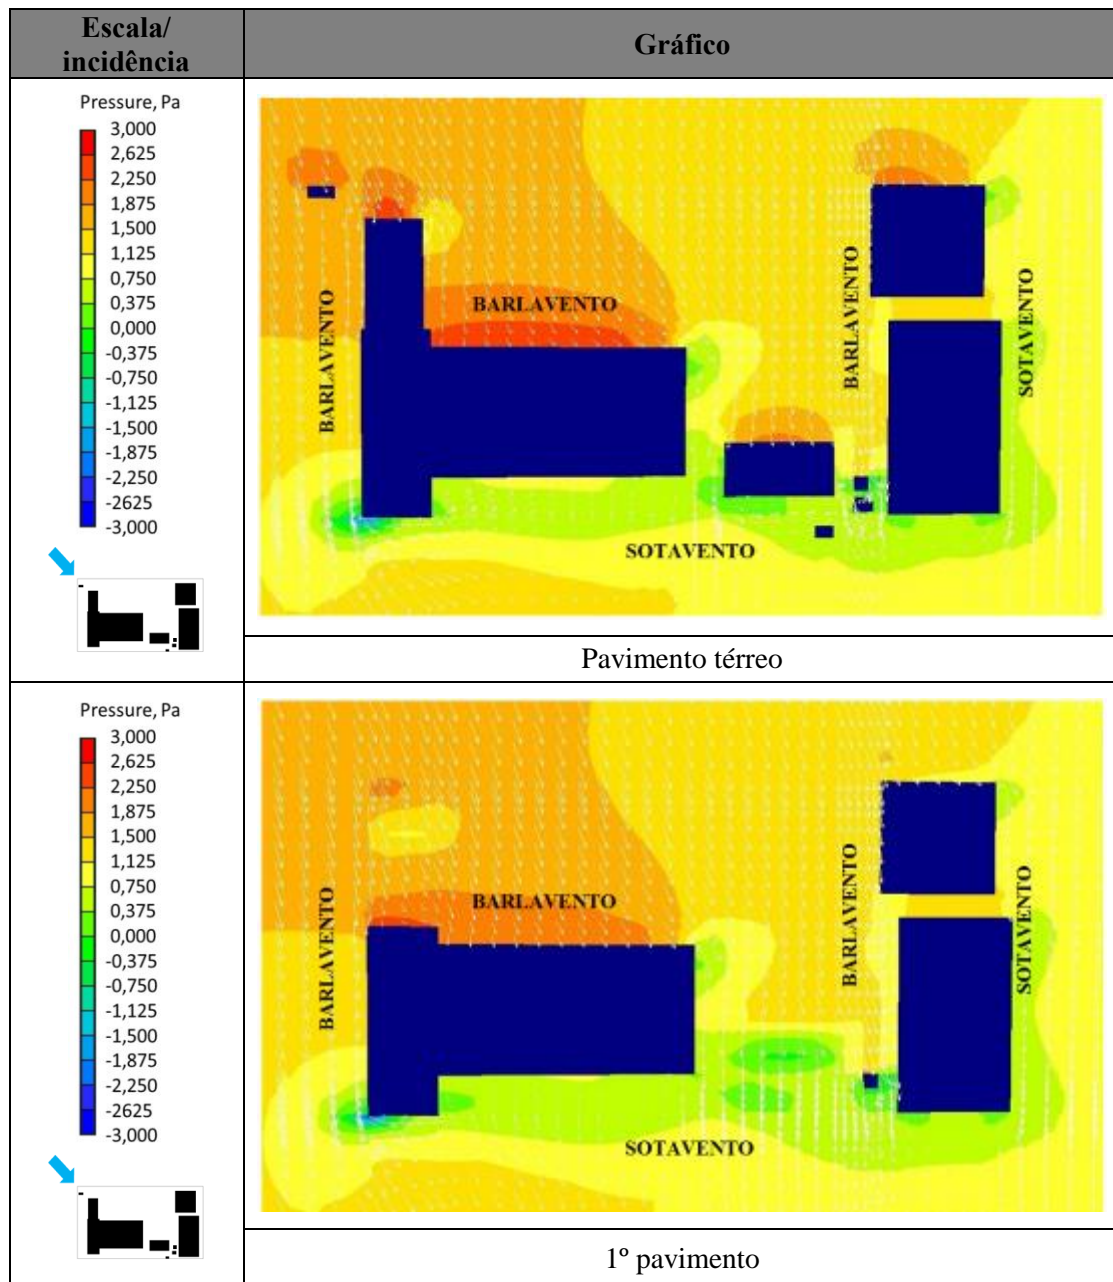 Escala/
incidência
Gráfico
Pressure, Pa
3,000
2,625
2,250
1,875
1,500
1,125
0,750
0,375
0,000
-0,375
-0,750
-1,125
-1,500
-1,875
-2,250
-2625
-3,000
BARLAVENTO
BARLAVENTO
BARLAVENTO
SOTAVENTO
SOTAVENTO
Pavimento térreo
Pressure, Pa
3,000
2,625
2,250
1,875
1,500
1,125
0,750
0,375
0,000
-0,375
-0,750
-1,125
-1,500
-1,875
-2,250
-2625
-3,000
BARLAVENTO
BARLAVENTO
BARLAVENTO
SOTAVENTO
SOTAVENTO
1º pavimento